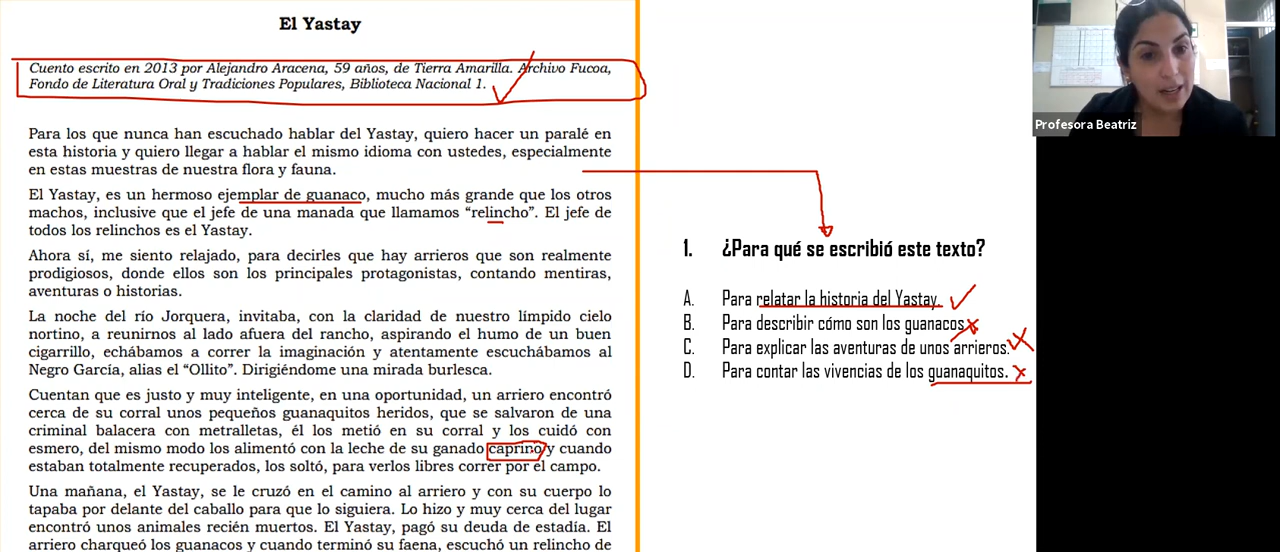 El Yastay
Cuento escrito en 2013 por Alejandro Aracena, 59 años, de Tierra Amarilla. Archivo Fucoa,
Fondo de Literatura Oral y Tradiciones Populares, Biblioteca Nacional 1.
Para los que nunca han escuchado hablar del Yastay, quiero hacer un paralé en
esta historia y quiero llegar a hablar el mismo idioma con ustedes, especialmente
en estas muestras de nuestra flora y fauna.
El Yastay, es un hermoso ejemplar de guanaco, mucho más grande que los otros
machos, inclusive que el jefe de una manada que llamamos “relincho”. El jefe de
todos los relinchos es el Yastay.
Ahora sí, me siento relajado, para decirles que hay arrieros que son realmente
prodigiosos, donde ellos son los principales protagonistas, contando mentiras,
aventuras o historias.
La noche del río Jorquera, invitaba, con la claridad de nuestro límpido cielo
nortino, a reunirnos al lado afuera del rancho, aspirando el humo de un buen
cigarrillo, echábamos a correr la imaginación y atentamente escuchábamos al
Negro García, alias el “Ollito”. Dirigiéndome una mirada burlesca.
Cuentan que es justo y muy inteligente, en una oportunidad, un arriero encontró
cerca de su corral unos pequeños guanaquitos heridos, que se salvaron de una
criminal balacera con metralletas, él los metió en su corral y los cuidó con
esmero, del mismo modo los alimentó con la leche de su ganado caprino y cuando
estaban totalmente recuperados, los soltó, para verlos libres correr por el campo.
Una mañana, el Yastay, se le cruzó en el camino al arriero y con su cuerpo lo
tapaba por delante del caballo para que lo siguiera. Lo hizo y muy cerca del lugar
encontró unos animales recién muertos. El Yastay, pagó su deuda de estadía. El
arriero charqueó los guanacos y cuando terminó su faena, escuchó un relincho de
1. ¿Para qué se escribió este texto?
A. Para relatar la historia del Yastay.
B. Para describir cómo son los guanacos
C. Para explicar las aventuras de unos arrieros.
D. Para contar las vivencias de los guanaquitos.
Profesora Beatriz